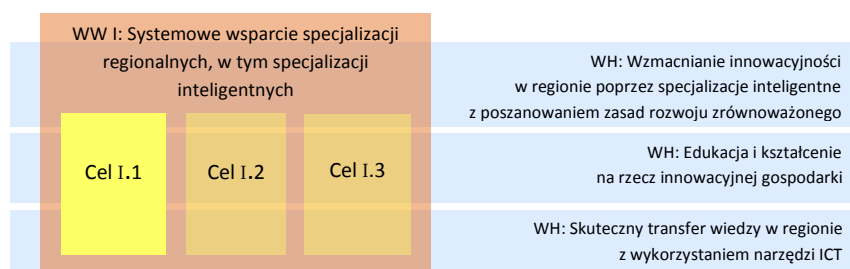 WW I: Systemowe wsparcie specjalizacji
regionalnych, w tym specjalizacji
inteligentnych
Cel I.1
Cel I.2
Cel I.3
WH: Wzmacnianie innowacyjności
w regionie poprzez specjalizacje inteligentne
z poszanowaniem zasad rozwoju zrównoważonego
WH: Edukacja i kształcenie
na rzecz innowacyjnej gospodarki
WH: Skuteczny transfer wiedzy w regionie
z wykorzystaniem narzędzi ICT